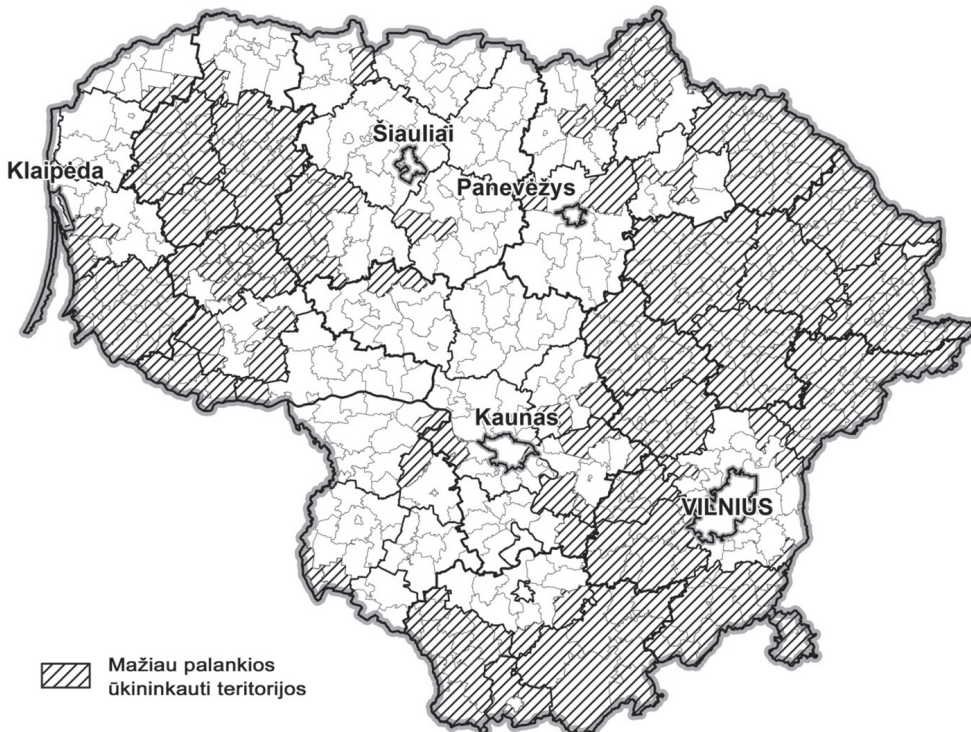 Šiauliai
Klaipėda
Panevėžys
Kaunas
VILNIUS
Mažiau palankios
ūkininkauti teritorijos